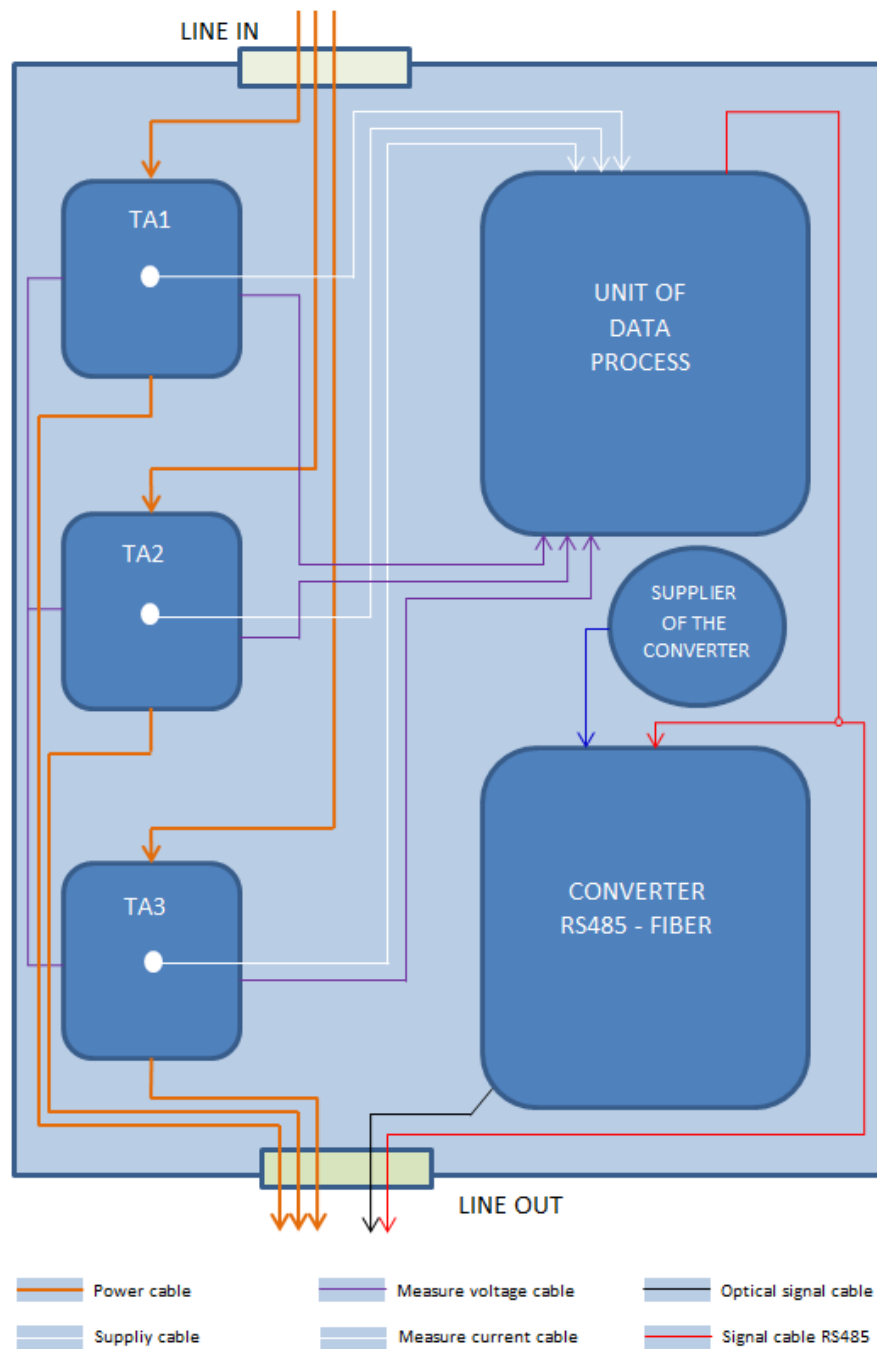 LINE IN
TA1
UNIT OF
DATA
PROCESS
TA2
SUPPLIER
OF THE
CONVERTER
TA3
CONVERTER
RS485 - FIBER
LINE OUT
Power cable
Measure voltage cable
Optical signal cable
Suppliy cable
Measure current cable
Signal cable RS485